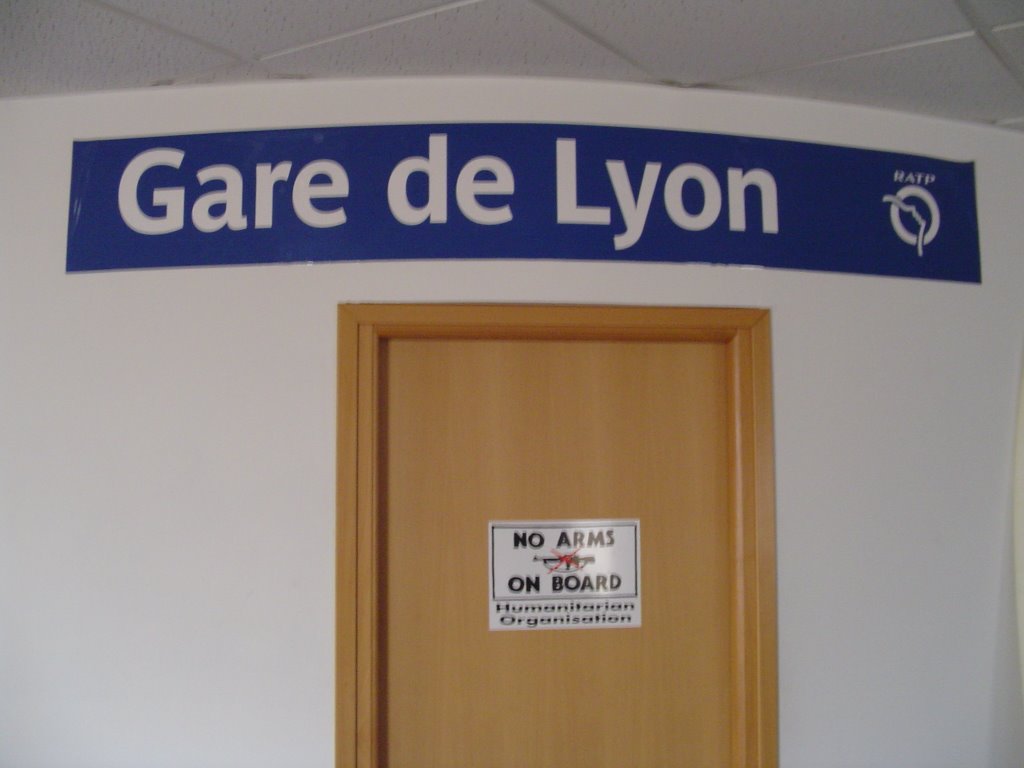 Gare de Lyon
RATP
NO ARMS
ON BOARD
Humanitarian
Organisation